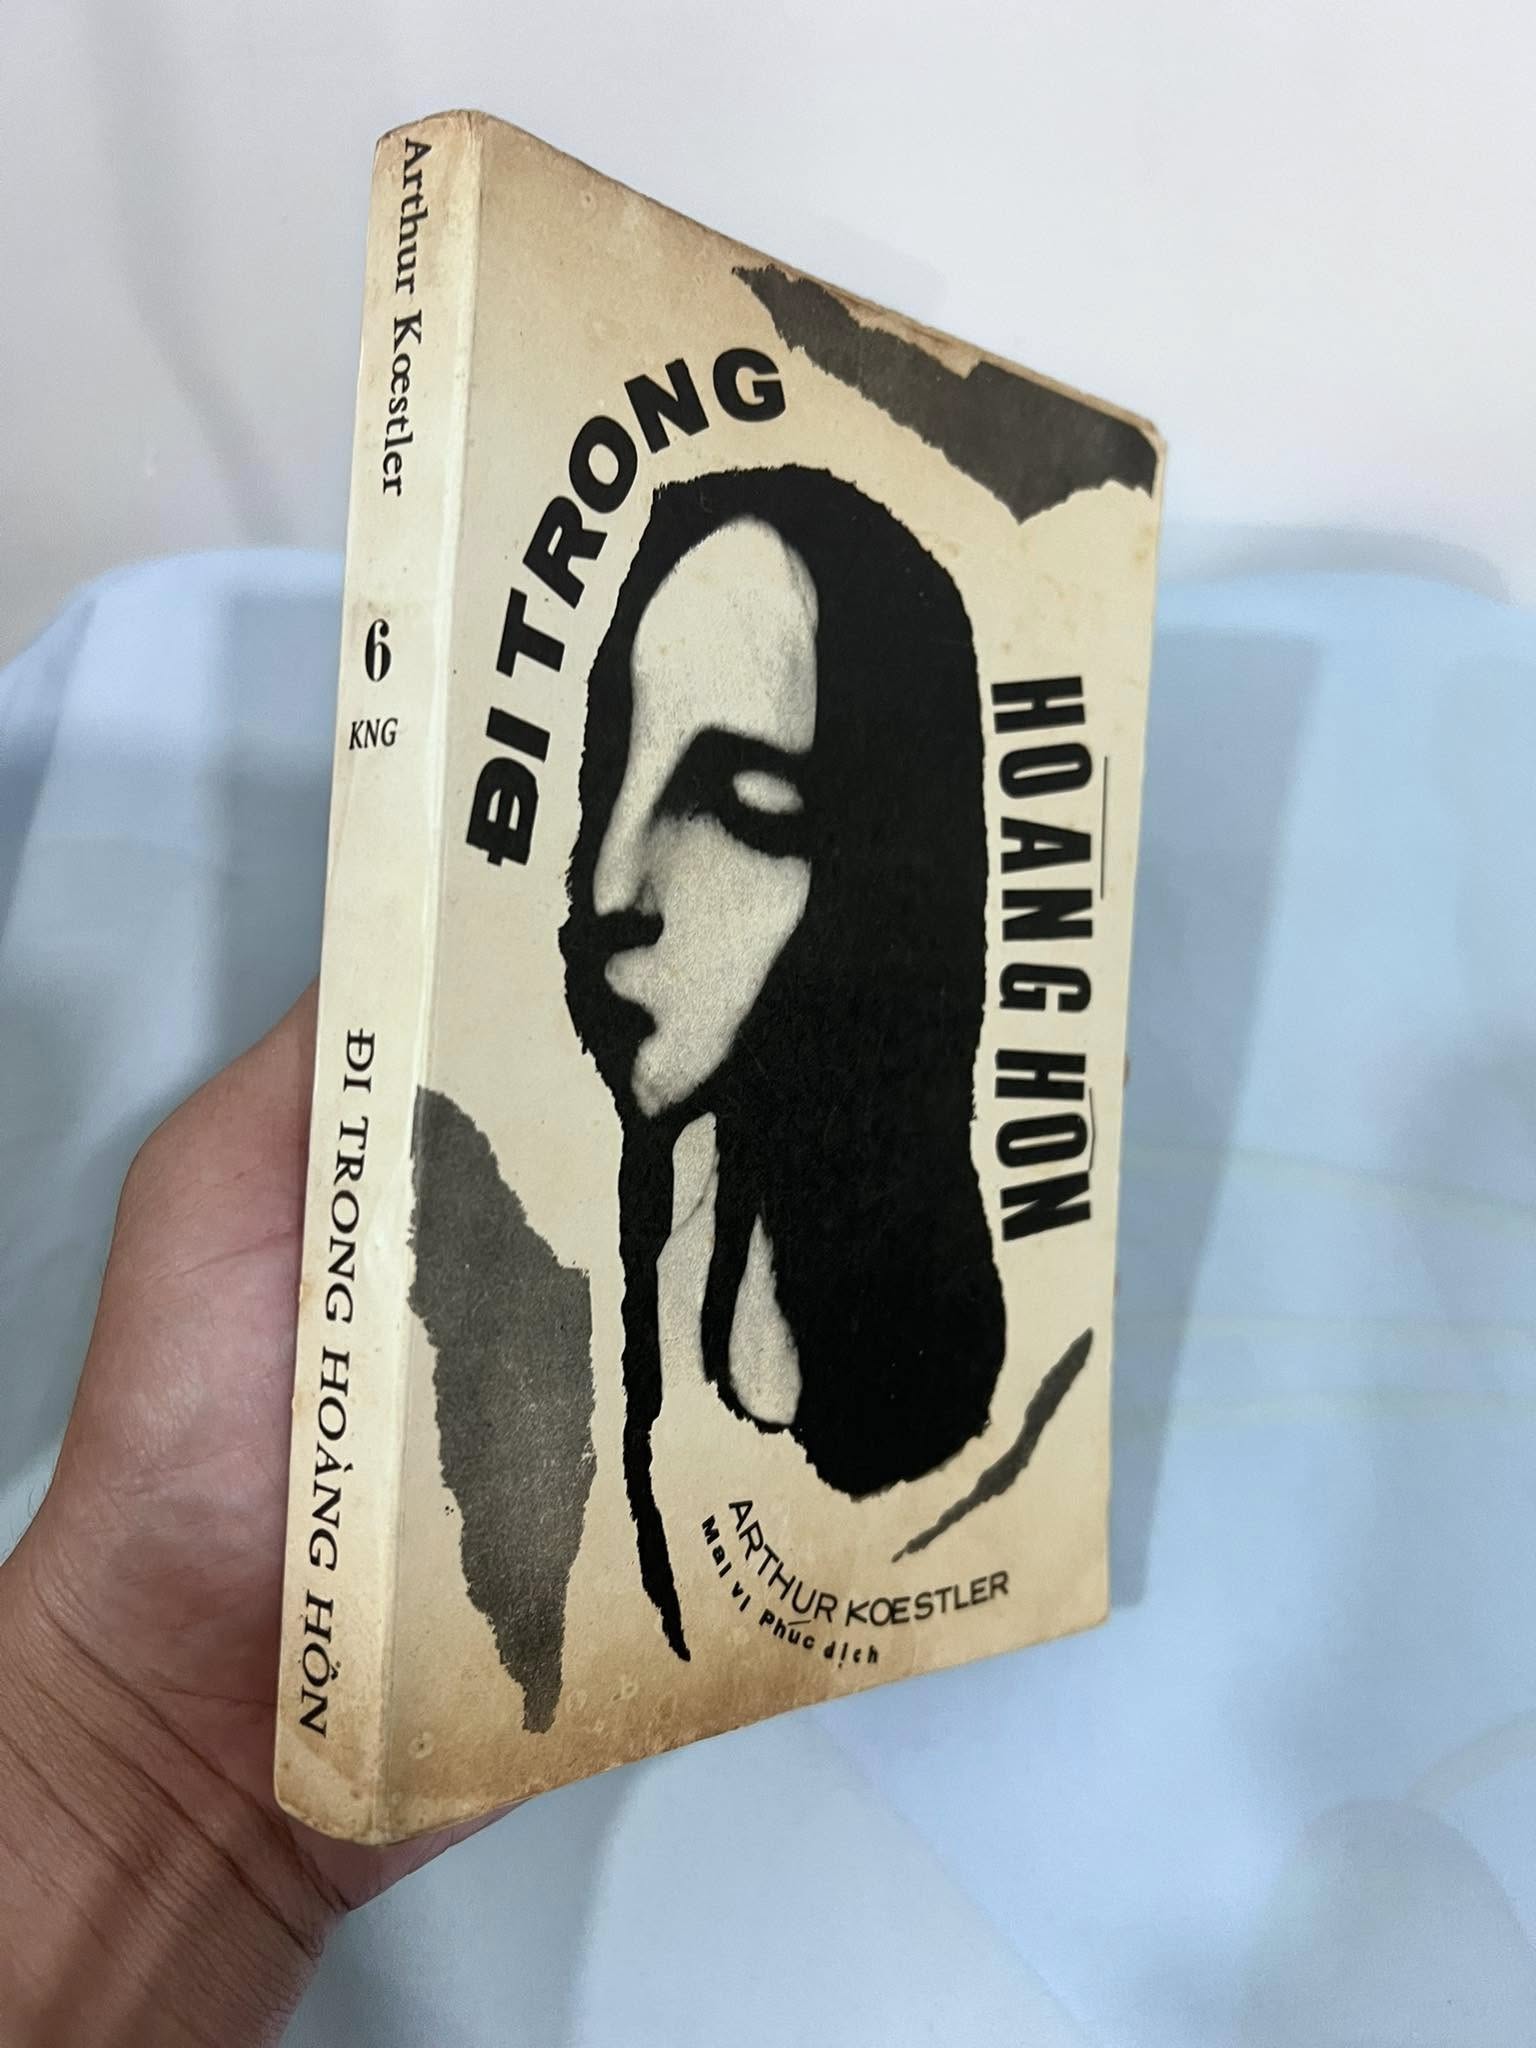 Arthur Kœstler
6
KNG
ĐI TRONG HOÀNG HÔN
ĐI TRONG
HOÀNG HÔN
ARTHUR KOESTLER
Mai vi Phúc dịch